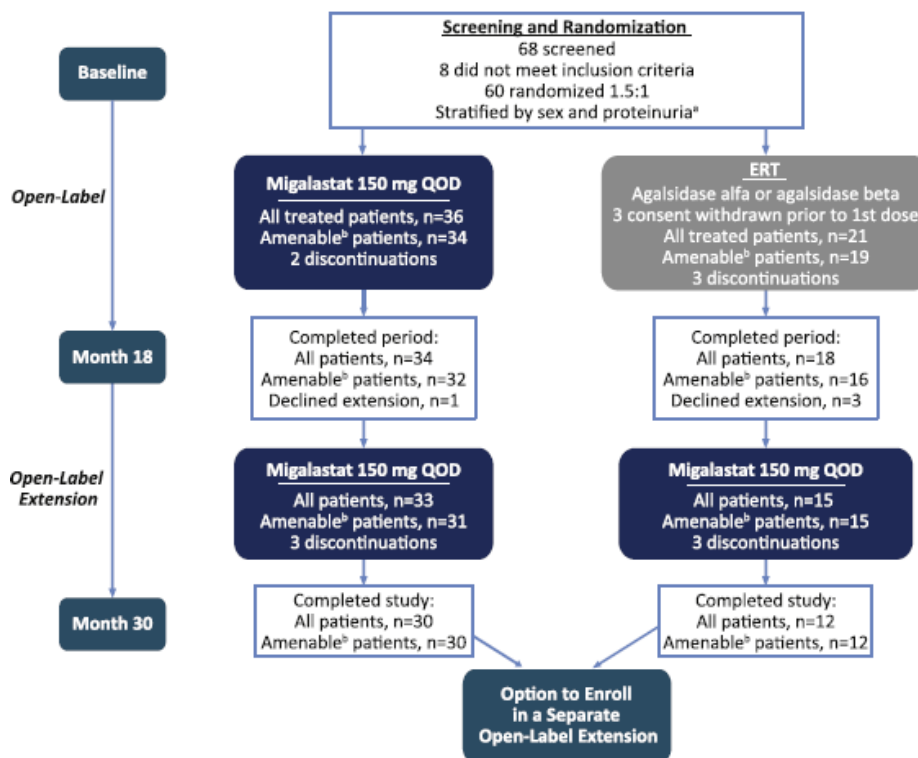 Screening and Randomization
68 screened
8 did not meet inclusion criteria
60 randomized 1.5:1
Stratified by sex and proteinuriaᵃ
Baseline
Open-Label
Migalastat 150 mg QOD
All treated patients, n=36
Amenableᵇ patients, n=34
2 discontinuations
ERT
Agalsidase alfa or agalsidase beta
3 consent withdrawn prior to 1st dose
All treated patients, n=21
Amenableᵇ patients, n=19
3 discontinuations
Month 18
Completed period:
All patients, n=34
Amenableᵇ patients, n=32
Declined extension, n=1
Completed period:
All patients, n=18
Amenableᵇ patients, n=16
Declined extension, n=3
Open-Label
Extension
Migalastat 150 mg QOD
All patients, n=33
Amenableᵇ patients, n=31
3 discontinuations
Migalastat 150 mg QOD
All patients, n=15
Amenableᵇ patients, n=15
3 discontinuations
Month 30
Completed study:
All patients, n=30
Amenableᵇ patients, n=30
Completed study:
All patients, n=12
Amenableᵇ patients, n=12
Option to Enroll
in a Separate
Open-Label Extension